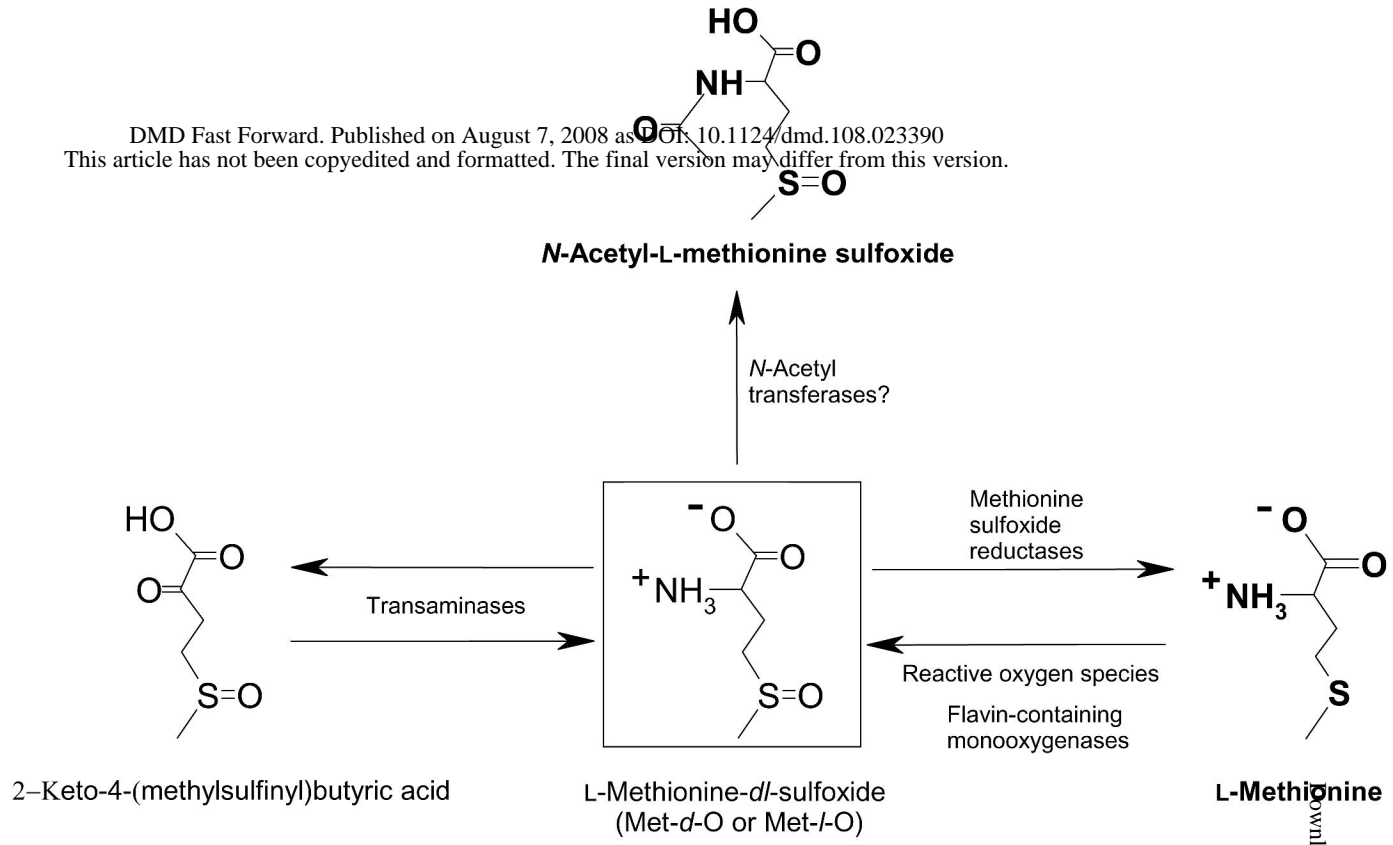 HO
O
NH
O
DMD Fast Forward. Published on August 7, 2008 as DOI: 10.1124/dmd.108.023390
This article has not been copyedited and formatted. The final version may differ from this version.
S=O
N-Acetyl-L-methionine sulfoxide
N-Acetyl
transferases?
HO
O
O
S=O
Transaminases
- O
O
+NH3
S=O
Methionine
sulfoxide
reductases
Reactive oxygen species
Flavin-containing
monooxygenases
- O
O
+NH3
S
2–Keto-4-(methylsulfinyl)butyric acid
L-Methionine-dl-sulfoxide
(Met-d-O or Met-l-O)
L-Methionine
Downl